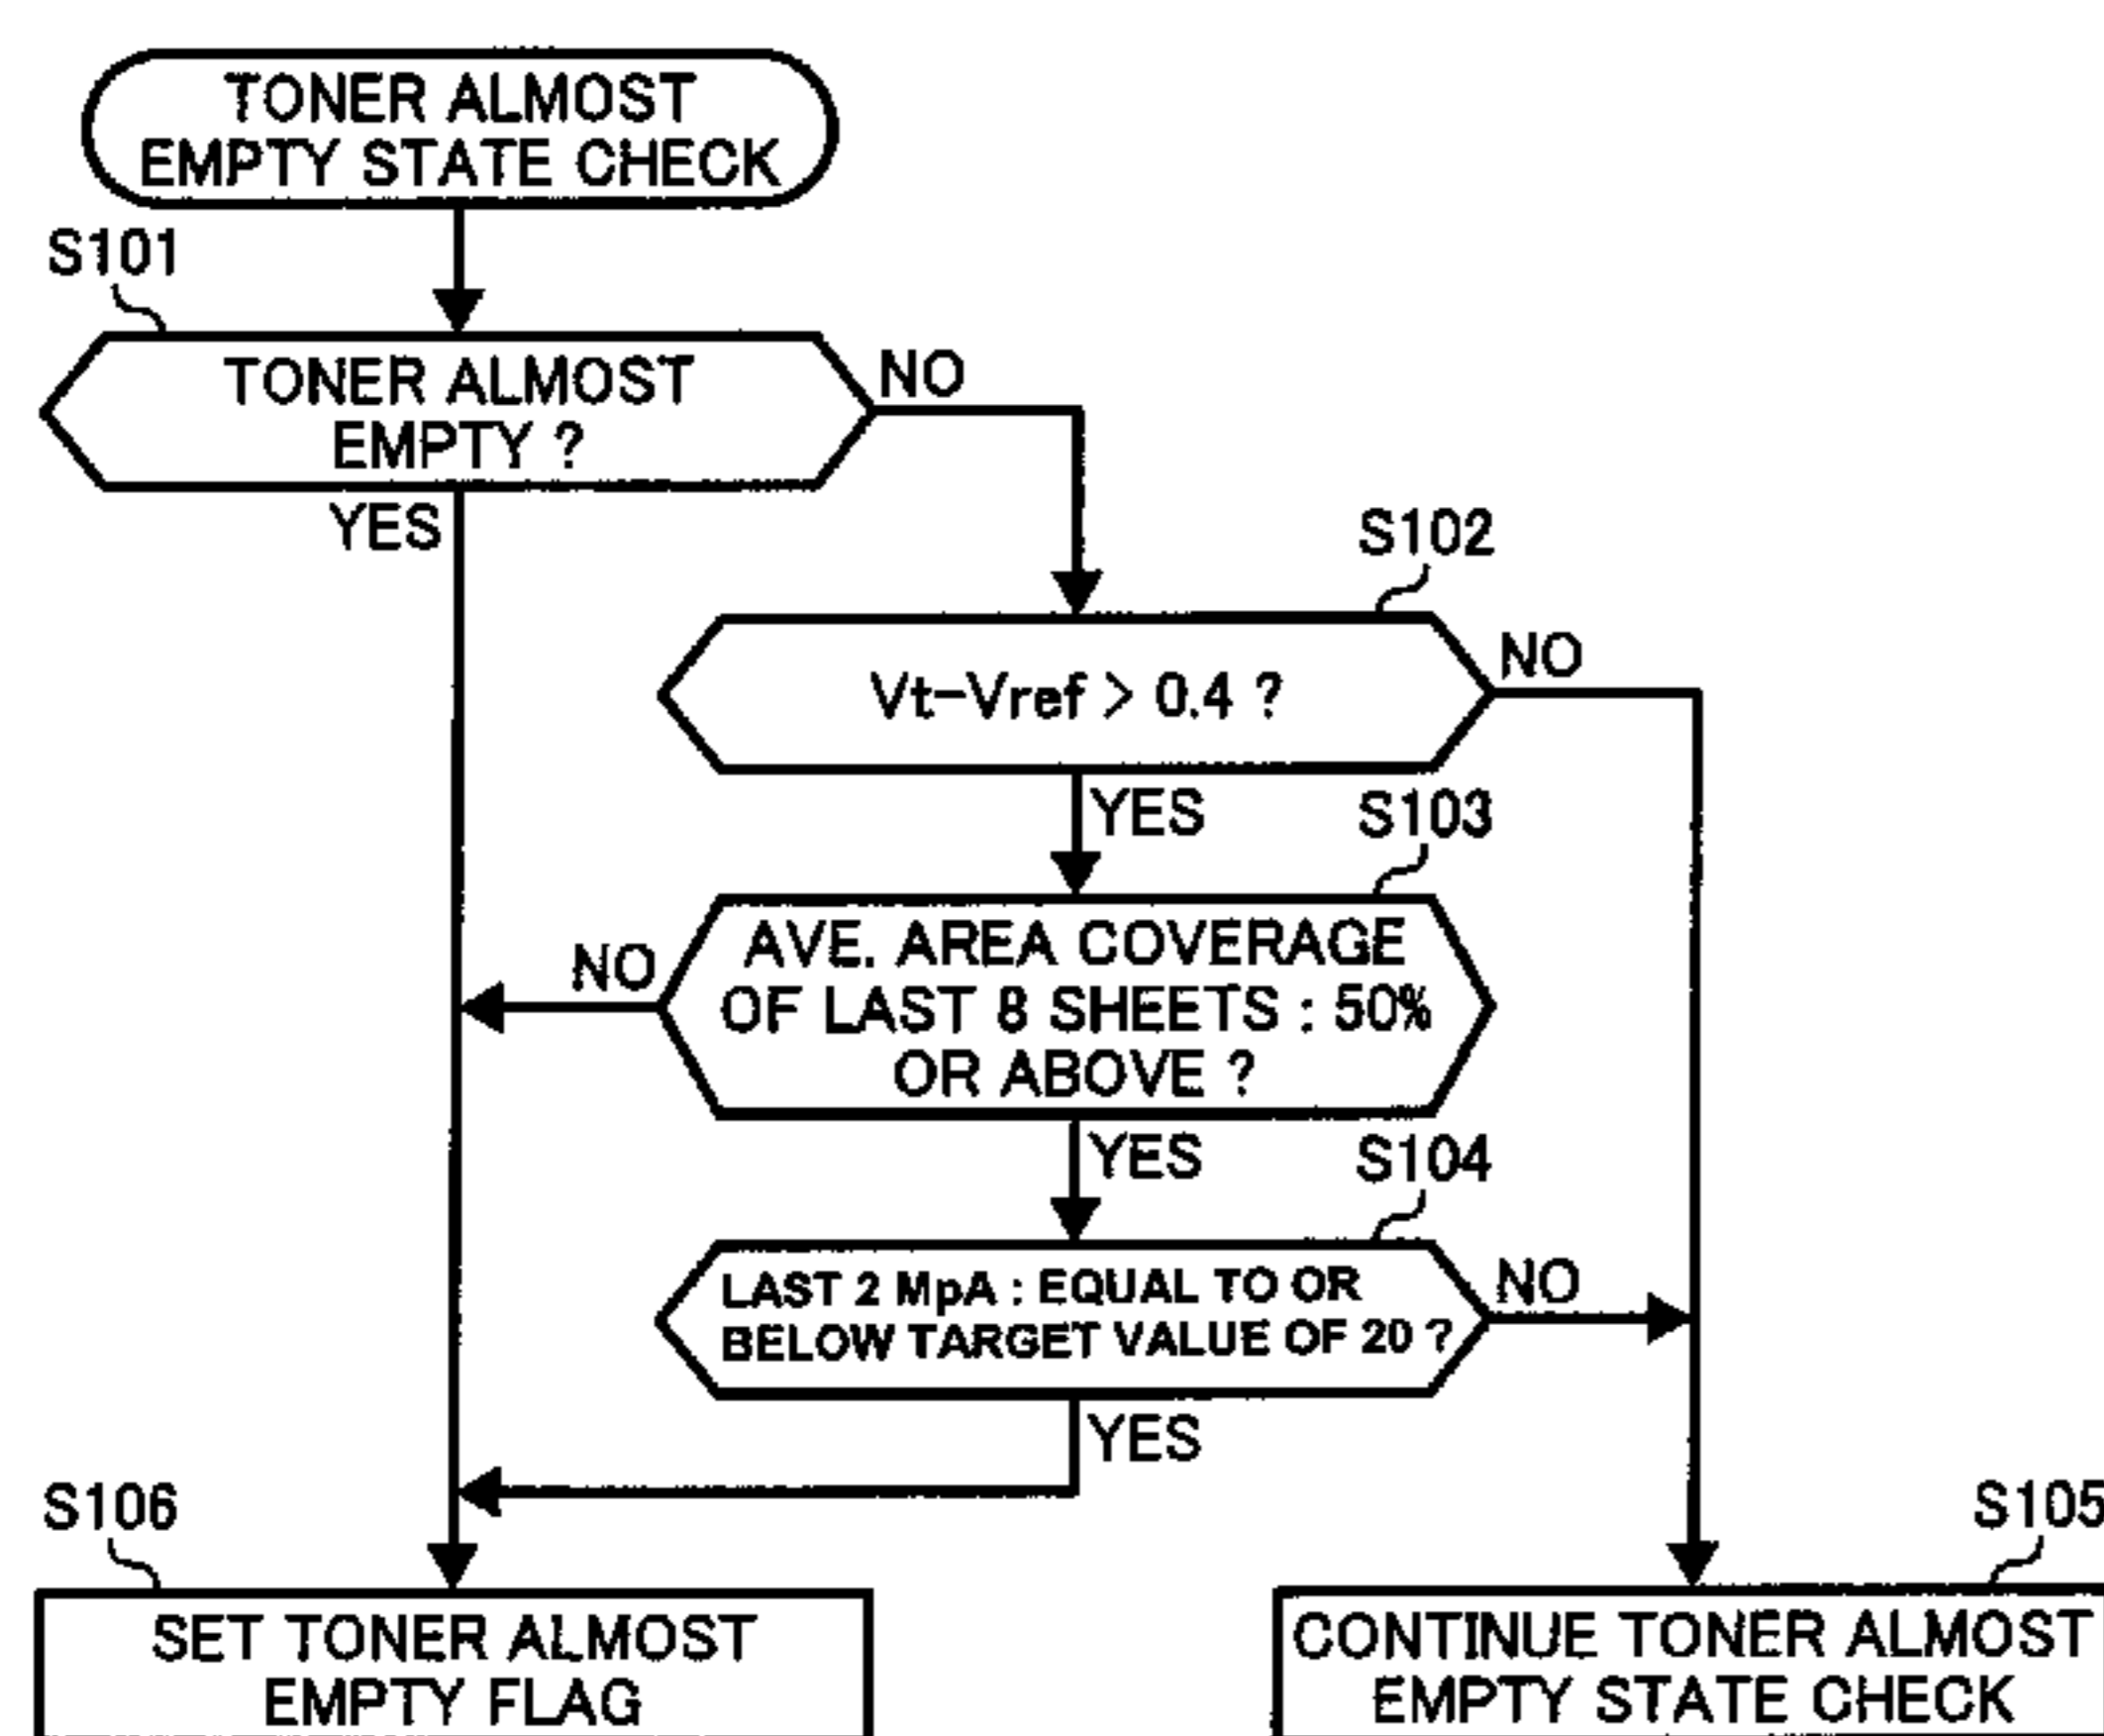 TONER ALMOST
EMPTY STATE CHECK
S101
TONER ALMOST
EMPTY ?
NO
YES
S102
Vt-Vref > 0.4 ?
NO
YES
S103
AVE. AREA COVERAGE
OF LAST 8 SHEETS : 50%
OR ABOVE ?
NO
YES
S104
LAST 2 MpA : EQUAL TO OR
BELOW TARGET VALUE OF 20 ?
NO
YES
S106
SET TONER ALMOST
EMPTY FLAG
S105
CONTINUE TONER ALMOST
EMPTY STATE CHECK